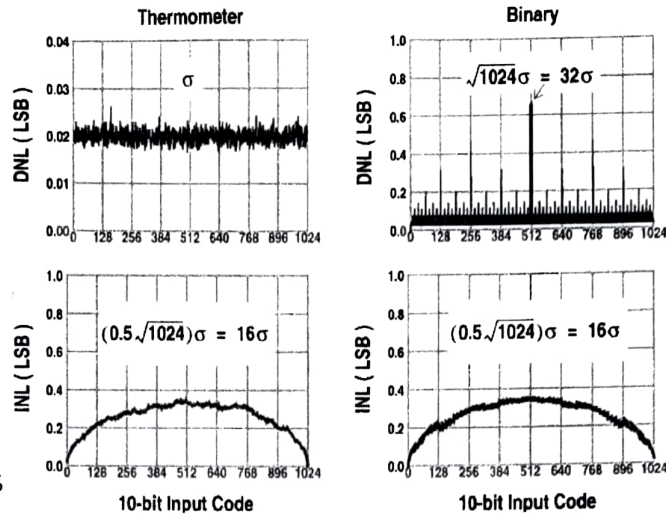 Thermometer
0.04
0.03
0.02
0.01
0.00
DNL ( LSB )
σ
0 128 256 384 512 640 768 896 1024
Binary
1.0
0.8
0.6
0.4
0.2
0.0
DNL ( LSB )
√1024σ = 32σ
0 128 256 384 512 640 768 896 1024
1.0
0.8
0.6
0.4
0.2
0.0
INL ( LSB )
(0.5√1024)σ = 16σ
0 128 256 384 512 640 768 896 1024
10-bit Input Code
1.0
0.8
0.6
0.4
0.2
0.0
INL ( LSB )
(0.5√1024)σ = 16σ
0 128 256 384 512 640 768 896 1024
10-bit Input Code